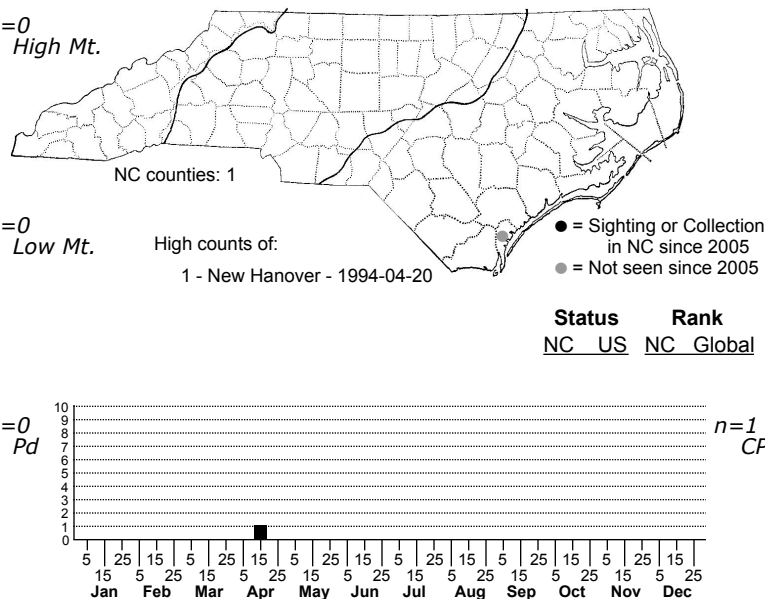 =0
High Mt.
NC counties: 1
=0
Low Mt.
High counts of:
1 - New Hanover - 1994-04-20
● = Sighting or Collection
in NC since 2005
● = Not seen since 2005
Status Rank
NC US NC Global
=0
Pd
n=1
CP
10
9
8
7
6
5
4
3
2
1
0
5 25 15 5 25 15 5 25 15 5 25 15 5 25 15 5 25 15
15 5 25 15 5 25 15 5 25 15 5 25 15 5 25 15 5 25
Jan Feb Mar Apr May Jun Jul Aug Sep Oct Nov Dec